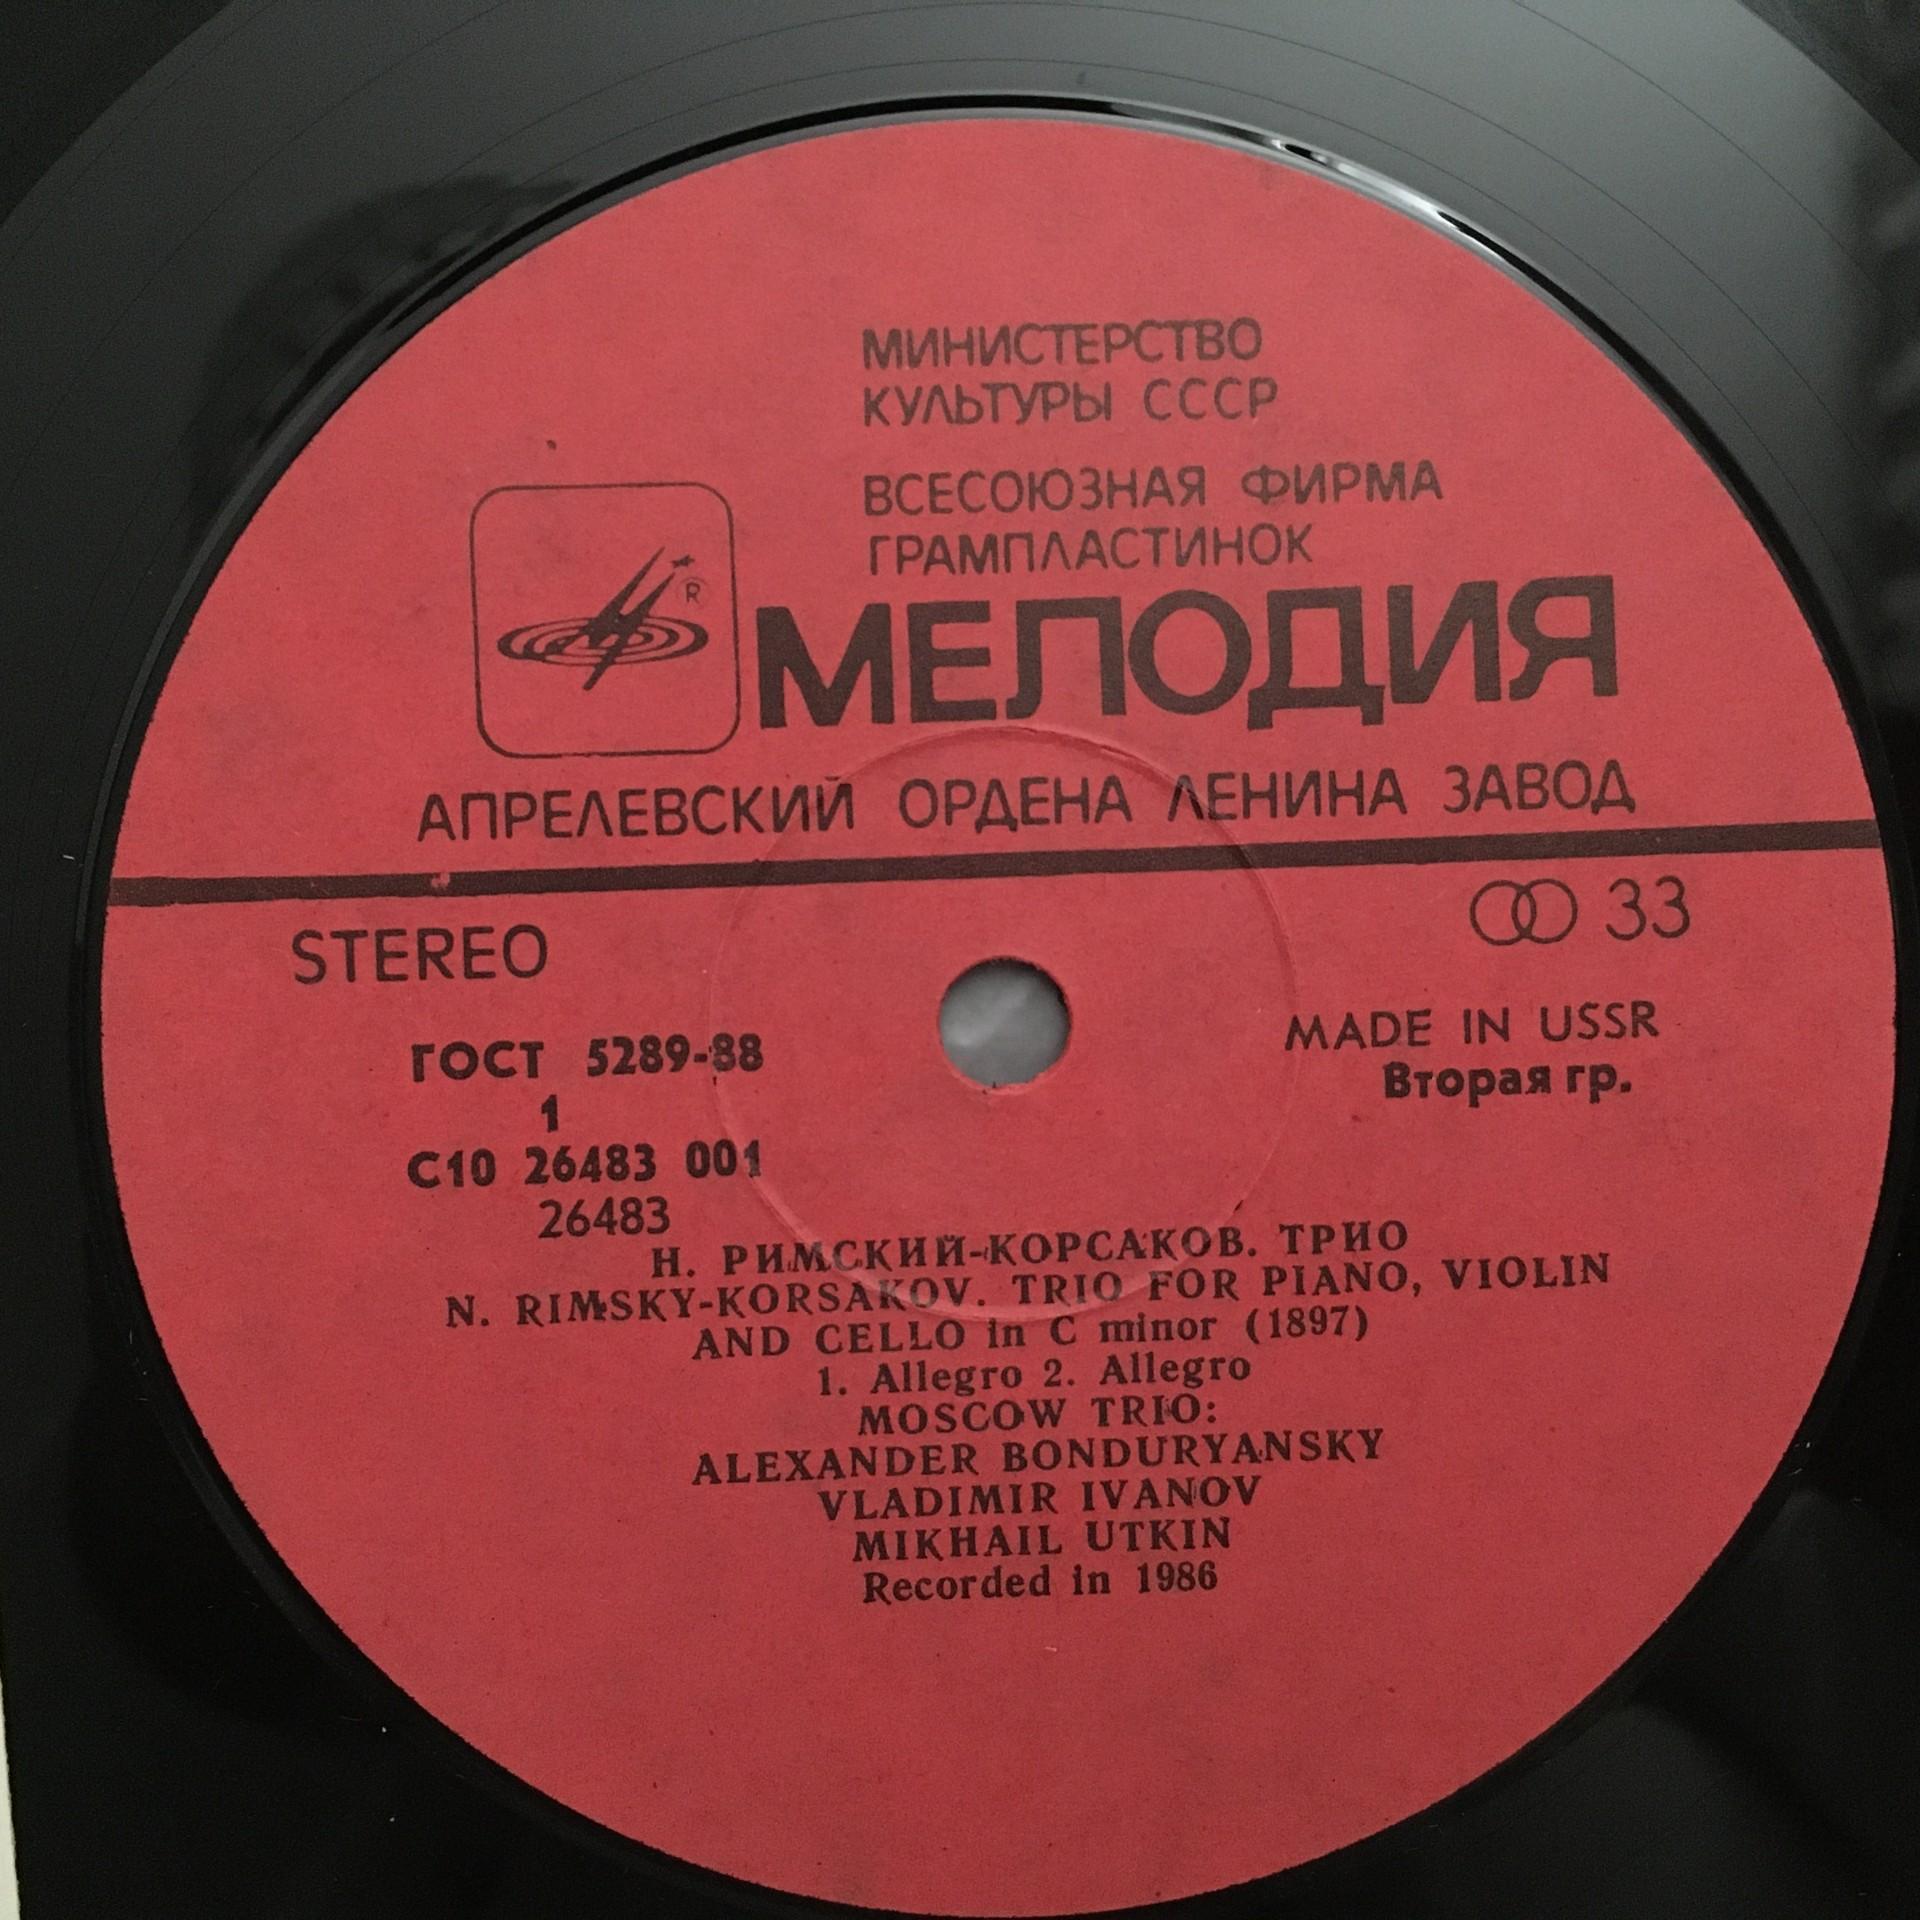 МИНИСТЕРСТВО
КУЛЬТУРЫ СССР
ВСЕСОЮЗНАЯ ФИРМА
ГРАМПЛАСТИНОК
®
МЕЛОДИЯ
АПРЕЛЕВСКИЙ ОРДЕНА ЛЕНИНА ЗАВОД
STEREO
33
ГОСТ 5289-88
MADE IN USSR
Вторая гр.
1
С10 26483 001
26483
Н. РИМСКИЙ-КОРСАКОВ. ТРИО
N. RIMSKY-KORSAKOV. TRIO FOR PIANO, VIOLIN
AND CELLO in C minor (1897)
1. Allegro 2. Allegro
MOSCOW TRIO:
ALEXANDER BONDURYANSKY
VLADIMIR IVANOV
MIKHAIL UTKIN
Recorded in 1986